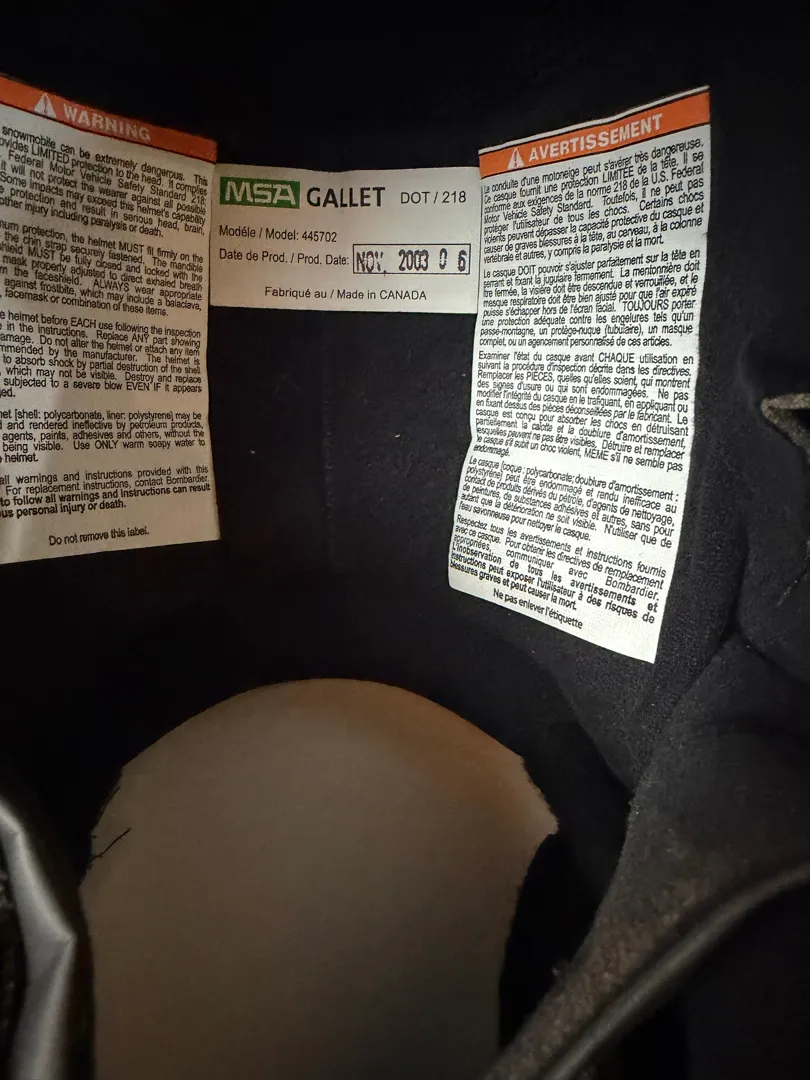 WARNING
snowmobile can be extremely dangerous. This
ovides LIMITED protection to the head. It complies
Federal Motor Vehicle Safety Standard 218:
it will not protect the wearer against all possible
Some impacts may exceed this helmet's capability
protection and result in serious head, brain,
other injury including paralysis or death.
um protection, the helmet MUST fit firmly on the
the chin strap securely fastened. The mandible
hield MUST be fully closed and locked with the
mask properly adjusted to direct exhaled breath
m the faceshield. ALWAYS wear appropriate
against frostbite, which may include a balaclava,
facemask or combination of these items.
e helmet before EACH use following the inspection
in the instructions. Replace ANY part showing
amage. Do not alter the helmet or attach any item
mmended by the manufacturer. The helmet is
to absorb shock by partial destruction of the shell
which may not be visible. Destroy and replace
subjected to a severe blow EVEN IF it appears
ed.
et [shell: polycarbonate, liner: polystyrene] may be
d and rendered ineffective by petroleum products,
agents, paints, adhesives and others, without the
being visible. Use ONLY warm soapy water to
helmet.
all warnings and instructions provided with this
For replacement instructions, contact Bombardier.
to follow all warnings and instructions can result
us personal injury or death.
Do not remove this label.
MSA GALLET DOT / 218
Modèle / Model: 445702
Date de Prod. / Prod. Date: NOV, 2003 0 6
Fabriqué au / Made in CANADA
AVERTISSEMENT
La conduite d'une motoneige peut s'avérer très dangereuse.
Ce casque fournit une protection LIMITÉE de la tête. Il se
conforme aux exigences de la norme 218 de la U.S. Federal
Motor Vehicle Safety Standard. Toutefois, il ne peut pas
protéger l'utilisateur de tous les chocs. Certains chocs
violents peuvent dépasser la capacité protective du casque et
causer de graves blessures à la tête, au cerveau, à la colonne
vertébrale et autres, y compris la paralysie et la mort.
Le casque DOIT pouvoir s'ajuster parfaitement sur la tête en
serrant et fixant la jugulaire fermement. La mentonnière doit
être fermée, la visière doit être descendue et verrouillée, et le
masque respiratoire doit être bien ajusté pour que l'air expiré
puisse s'échapper hors de l'écran facial. TOUJOURS porter
une protection adéquate contre les engelures tels qu'un
passe-montagne, un protège-nuque (tubulaire), un masque
complet, ou un agencement personnalisé de ces articles.
Examiner l'état du casque avant CHAQUE utilisation en
suivant la procédure d'inspection décrite dans les directives.
Remplacer les PIÈCES, quelles qu'elles soient, qui montrent
des signes d'usure ou qui sont endommagées. Ne pas
modifier l'intégrité du casque en le trafiquant, en appliquant ou
en fixant dessus des pièces déconseillées par le fabricant. Le
casque est conçu pour absorber les chocs en détruisant
partiellement la calotte et la doublure d'amortissement,
lesquelles peuvent ne pas être visibles. Détruire et remplacer
le casque s'il subit un choc violent, MÊME s'il ne semble pas
endommagé.
Le casque (coque : polycarbonate; doublure d'amortissement :
polystyrène) peut être endommagé et rendu inefficace au
contact de produits dérivés du pétrole, d'agents de nettoyage,
de peintures, de substances adhésives et autres, sans pour
autant que la détérioration ne soit visible. N'utiliser que de
l'eau savonneuse pour nettoyer le casque.
Respectez tous les avertissements et instructions fournis
avec ce casque. Pour obtenir les directives de remplacement
appropriées, communiquer avec Bombardier.
L'inobservation de tous les avertissements et
instructions peut exposer l'utilisateur à des risques de
blessures graves et peut causer la mort.
Ne pas enlever l'étiquette